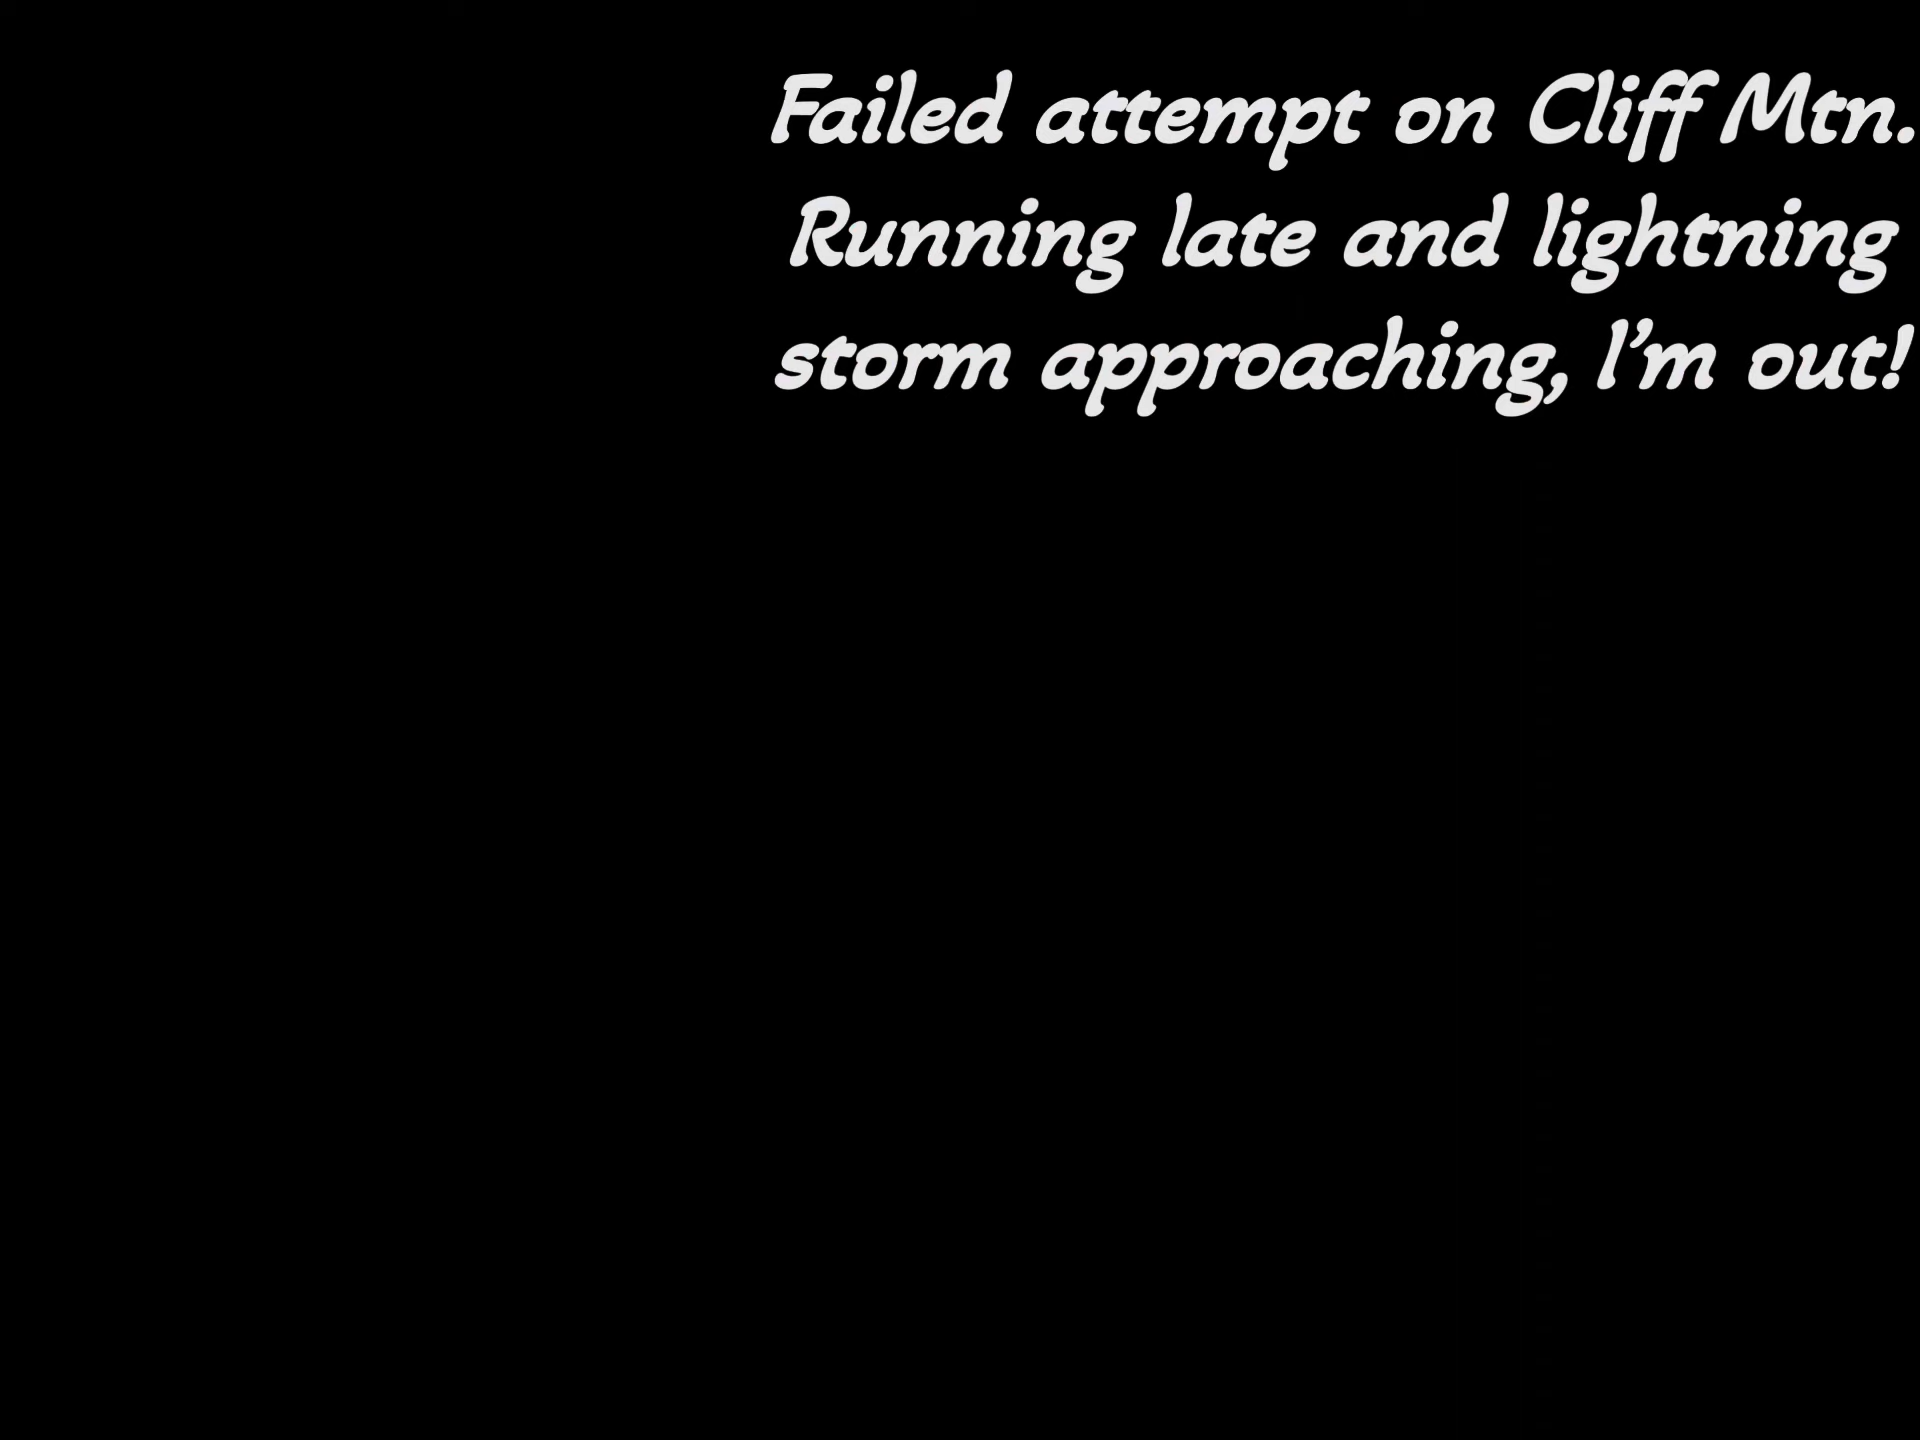 Failed attempt on Cliff Mtn.
Running late and lightning
storm approaching, I’m out!